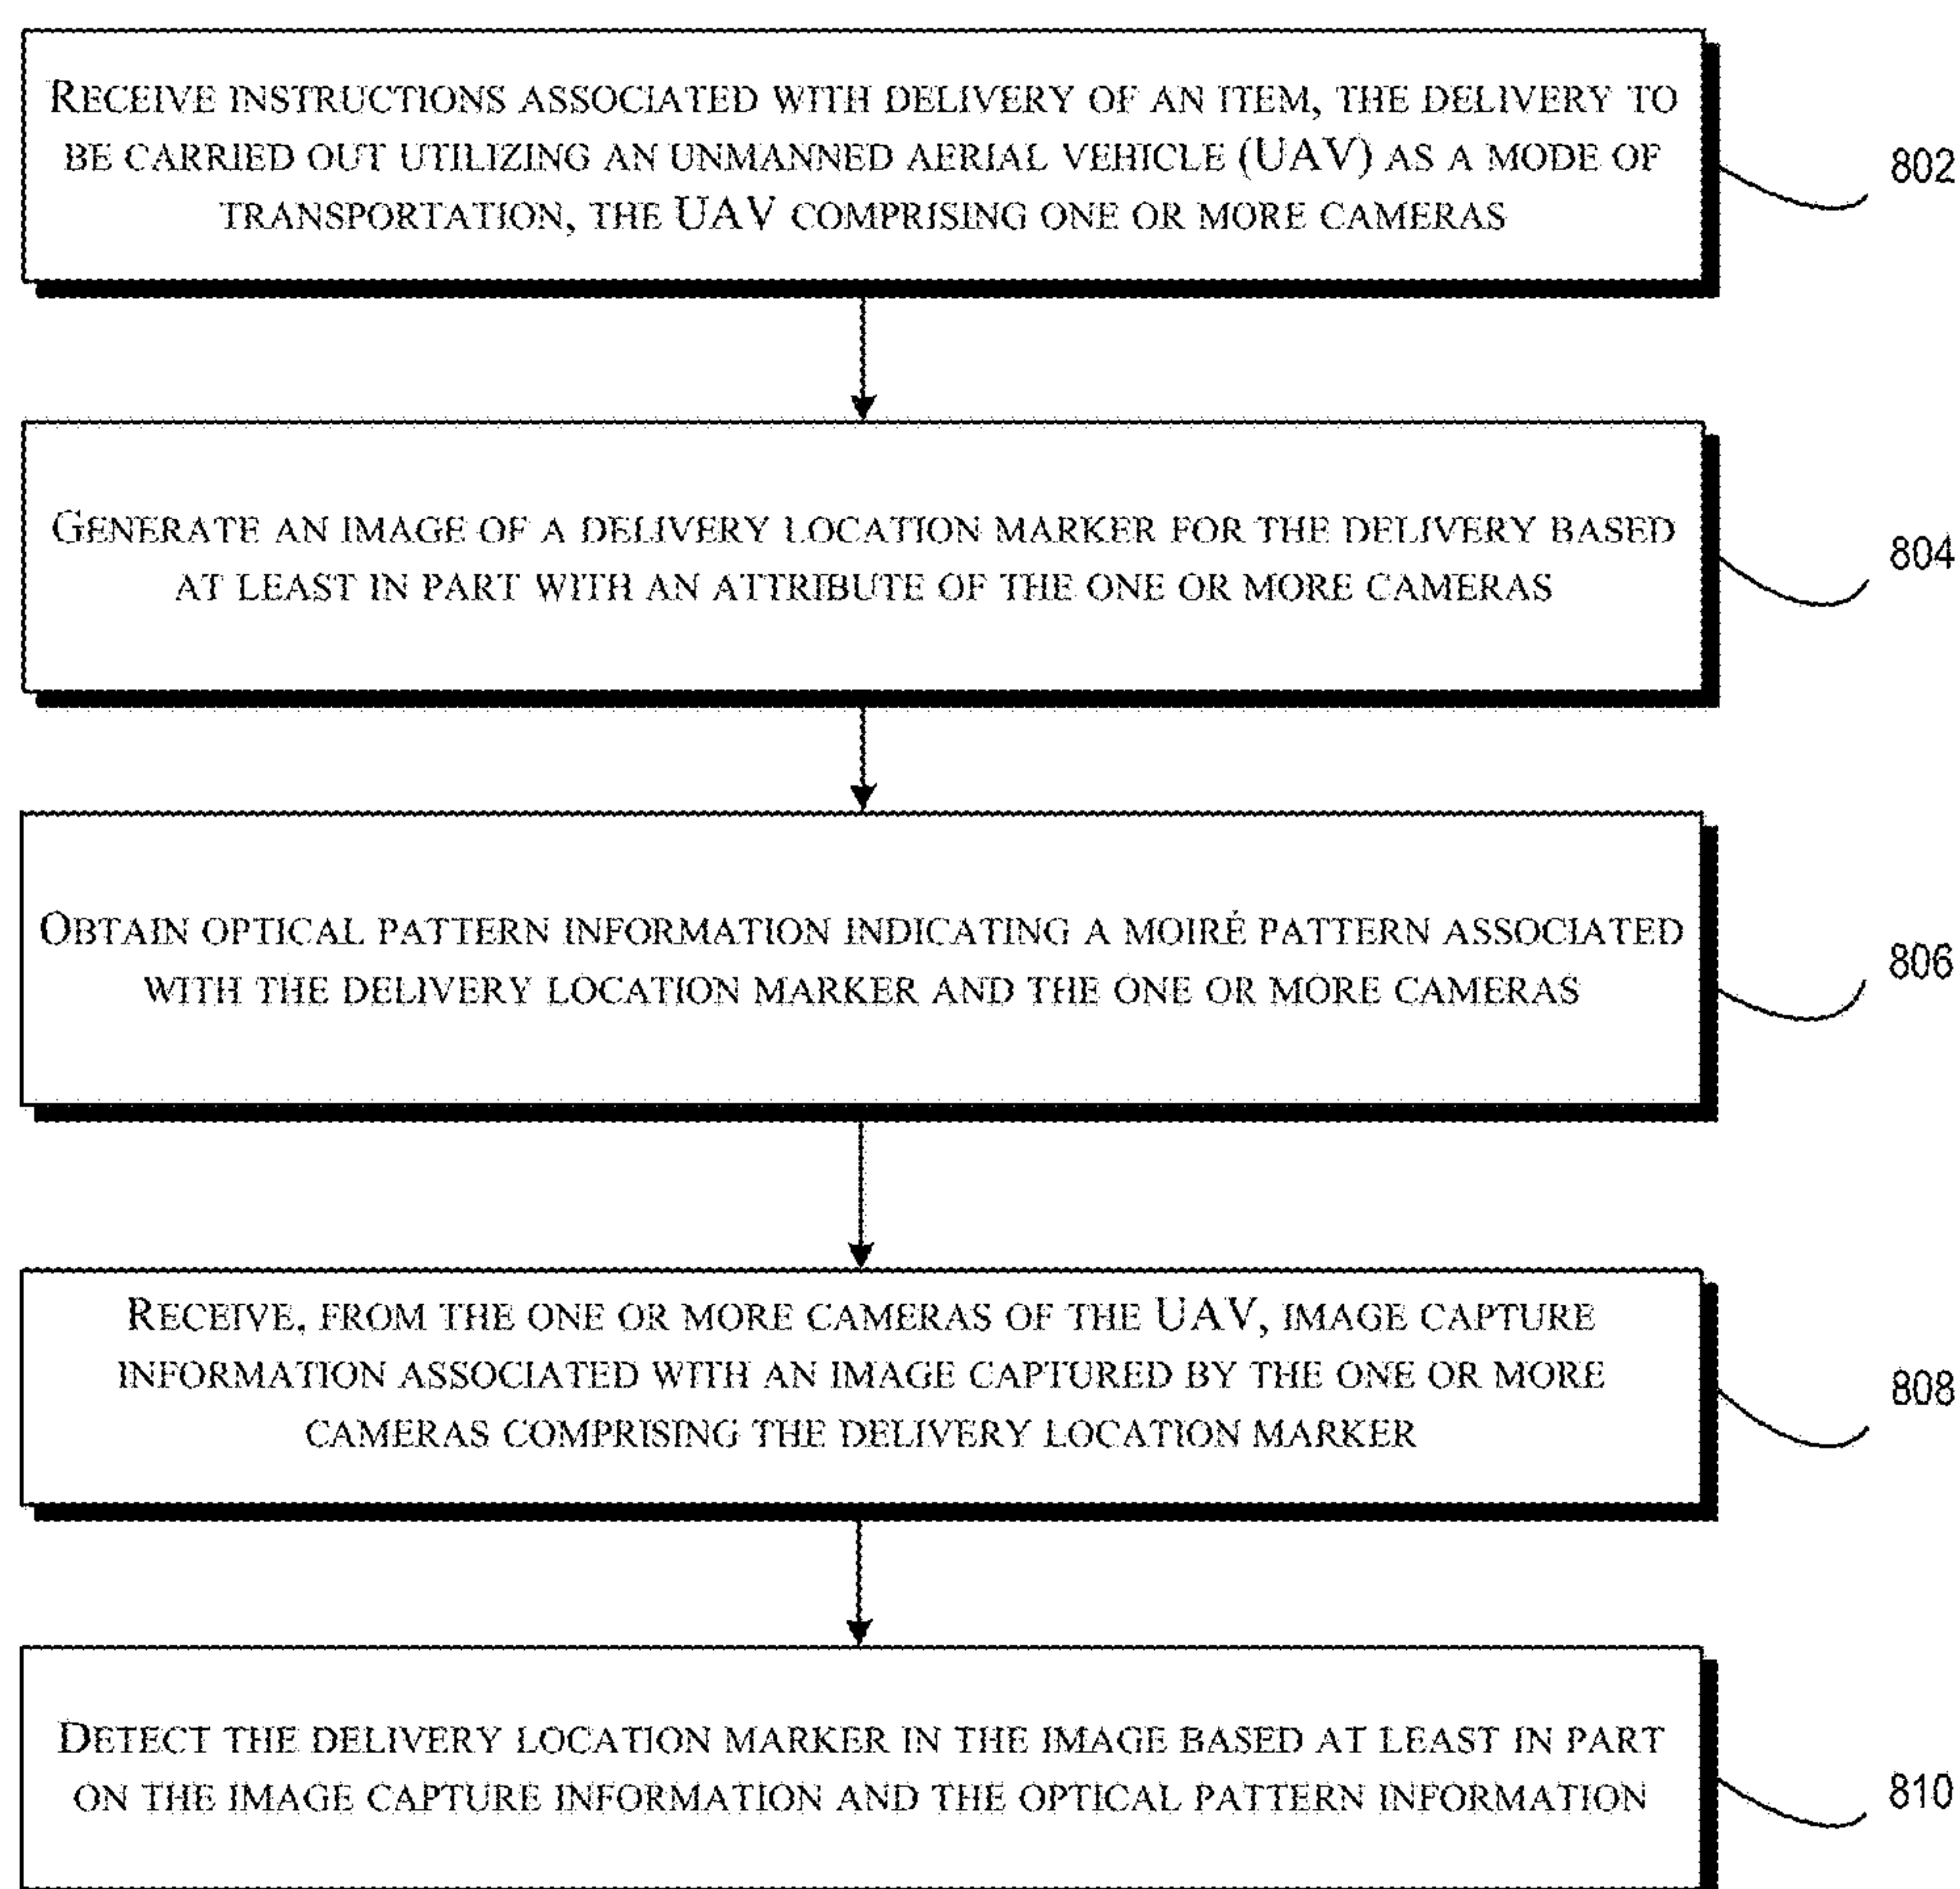 RECEIVE INSTRUCTIONS ASSOCIATED WITH DELIVERY OF AN ITEM, THE DELIVERY TO
BE CARRIED OUT UTILIZING AN UNMANNED AERIAL VEHICLE (UAV) AS A MODE OF
TRANSPORTATION, THE UAV COMPRISING ONE OR MORE CAMERAS
802
GENERATE AN IMAGE OF A DELIVERY LOCATION MARKER FOR THE DELIVERY BASED
AT LEAST IN PART WITH AN ATTRIBUTE OF THE ONE OR MORE CAMERAS
804
OBTAIN OPTICAL PATTERN INFORMATION INDICATING A MOIRÉ PATTERN ASSOCIATED
WITH THE DELIVERY LOCATION MARKER AND THE ONE OR MORE CAMERAS
806
RECEIVE, FROM THE ONE OR MORE CAMERAS OF THE UAV, IMAGE CAPTURE
INFORMATION ASSOCIATED WITH AN IMAGE CAPTURED BY THE ONE OR MORE
CAMERAS COMPRISING THE DELIVERY LOCATION MARKER
808
DETECT THE DELIVERY LOCATION MARKER IN THE IMAGE BASED AT LEAST IN PART
ON THE IMAGE CAPTURE INFORMATION AND THE OPTICAL PATTERN INFORMATION
810